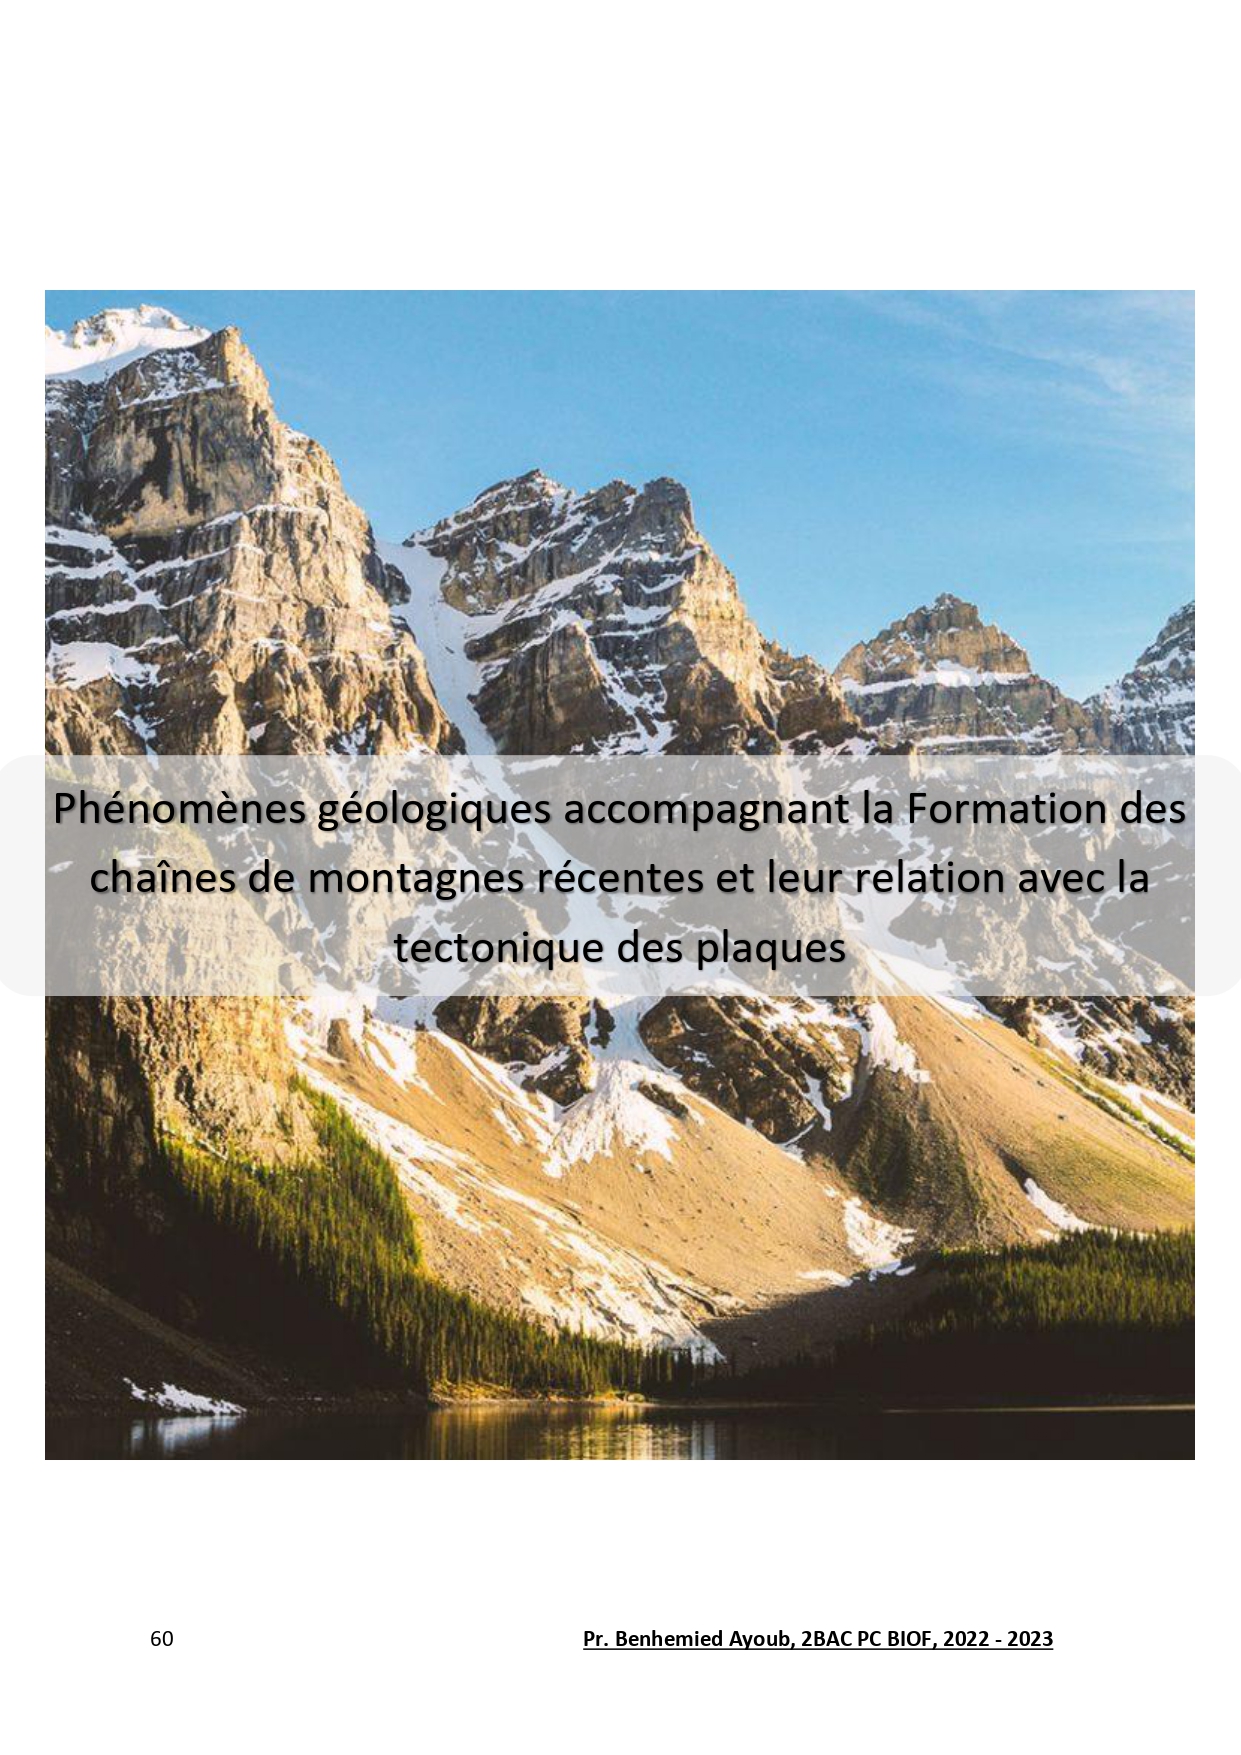 Phénomènes géologiques accompagnant la Formation des
chaînes de montagnes récentes et leur relation avec la
tectonique des plaques
60
Pr. Benhemied Ayoub, 2BAC PC BIOF, 2022 - 2023